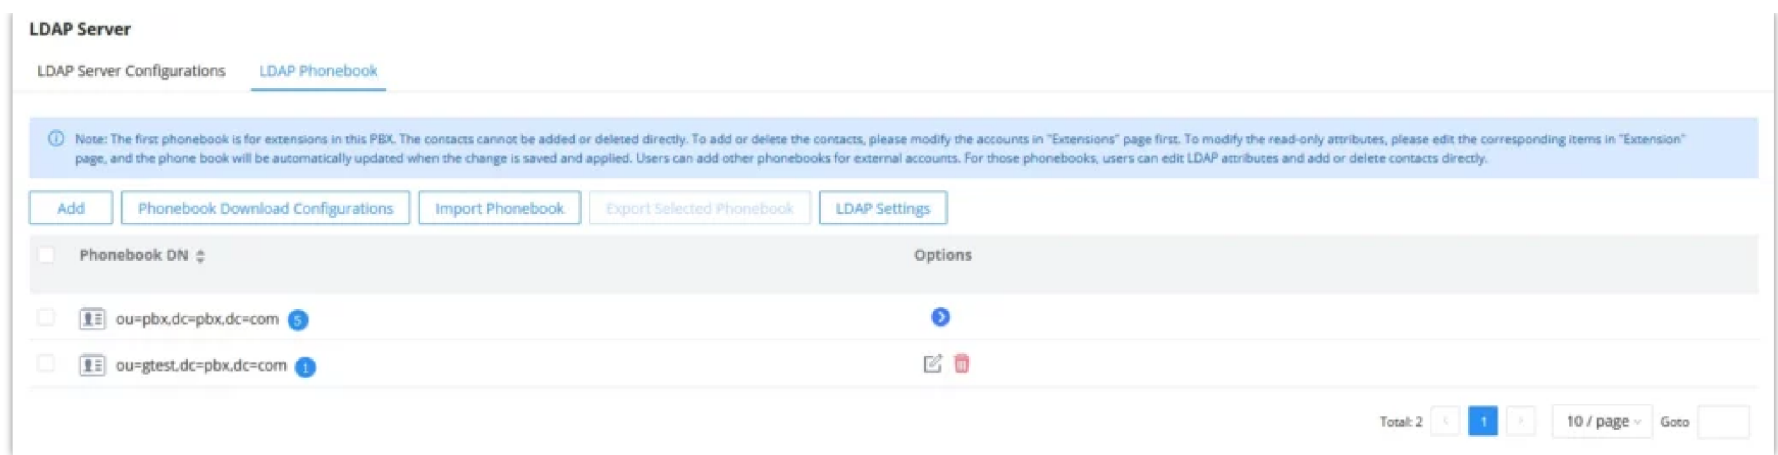 LDAP Server
LDAP Server Configurations LDAP Phonebook
Note: The first phonebook is for extensions in this PBX. The contacts cannot be added or deleted directly. To add or delete the contacts, please modify the accounts in "Extensions" page first. To modify the read-only attributes, please edit the corresponding items in "Extension"
page, and the phone book will be automatically updated when the change is saved and applied. Users can add other phonebooks for external accounts. For those phonebooks, users can edit LDAP attributes and add or delete contacts directly.
Add Phonebook Download Configurations Import Phonebook Export Selected Phonebook LDAP Settings
Phonebook DN Options
ou=pbx,dc=pbx,dc=com 5
ou=gtest,dc=pbx,dc=com 1
Total: 2 < 1 > 10 / page Goto